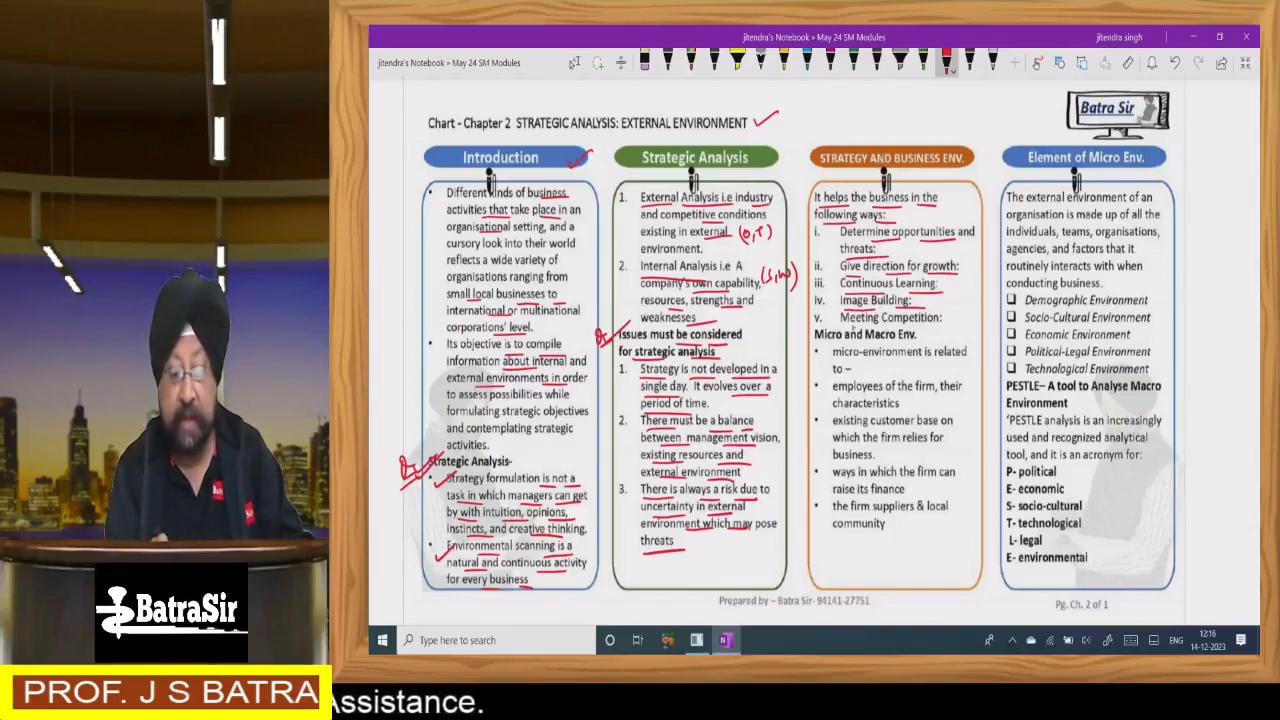 jitendra's Notebook » May 24 SM Modules
jitendra singh
jitendra's Notebook » May 24 SM Modules
Batra Sir
Chart - Chapter 2 STRATEGIC ANALYSIS: EXTERNAL ENVIRONMENT
Introduction
Different kinds of business
activities that take place in an
organisational setting, and a
cursory look into their world
reflects a wide variety of
organisations ranging from
small local businesses to
international or multinational
corporations' level.
Its objective is to compile
information about internal and
external environments in order
to assess possibilities while
formulating strategic objectives
and contemplating strategic
activities.
Strategic Analysis-
Strategy formulation is not a
task in which managers can get
by with intuition, opinions,
instincts, and creative thinking.
Environmental scanning is a
natural and continuous activity
for every business
Strategic Analysis
1. External Analysis i.e industry
and competitive conditions
existing in external (O,T)
environment.
2. Internal Analysis i.e A
company's own capability, (S,W)
resources, strengths and
weaknesses
Issues must be considered
for strategic analysis
1. Strategy is not developed in a
single day. It evolves over a
period of time.
2. There must be a balance
between management vision,
existing resources and
external environment
3. There is always a risk due to
uncertainty in external
environment which may pose
threats
STRATEGY AND BUSINESS ENV.
It helps the business in the
following ways:
i. Determine opportunities and
threats:
ii. Give direction for growth:
iii. Continuous Learning:
iv. Image Building:
v. Meeting Competition:
Micro and Macro Env.
micro-environment is related
to –
employees of the firm, their
characteristics
existing customer base on
which the firm relies for
business.
ways in which the firm can
raise its finance
the firm suppliers & local
community
Element of Micro Env.
The external environment of an
organisation is made up of all the
individuals, teams, organisations,
agencies, and factors that it
routinely interacts with when
conducting business.
Demographic Environment
Socio-Cultural Environment
Economic Environment
Political-Legal Environment
Technological Environment
PESTLE– A tool to Analyse Macro
Environment
'PESTLE analysis is an increasingly
used and recognized analytical
tool, and it is an acronym for:
P- political
E- economic
S- socio-cultural
T- technological
L- legal
E- environmental
Prepared by – Batra Sir- 94141-27751
Pg. Ch. 2 of 1
Type here to search
ENG
12:16
14-12-2023
BatraSir
PROF. J S BATRA
Assistance.